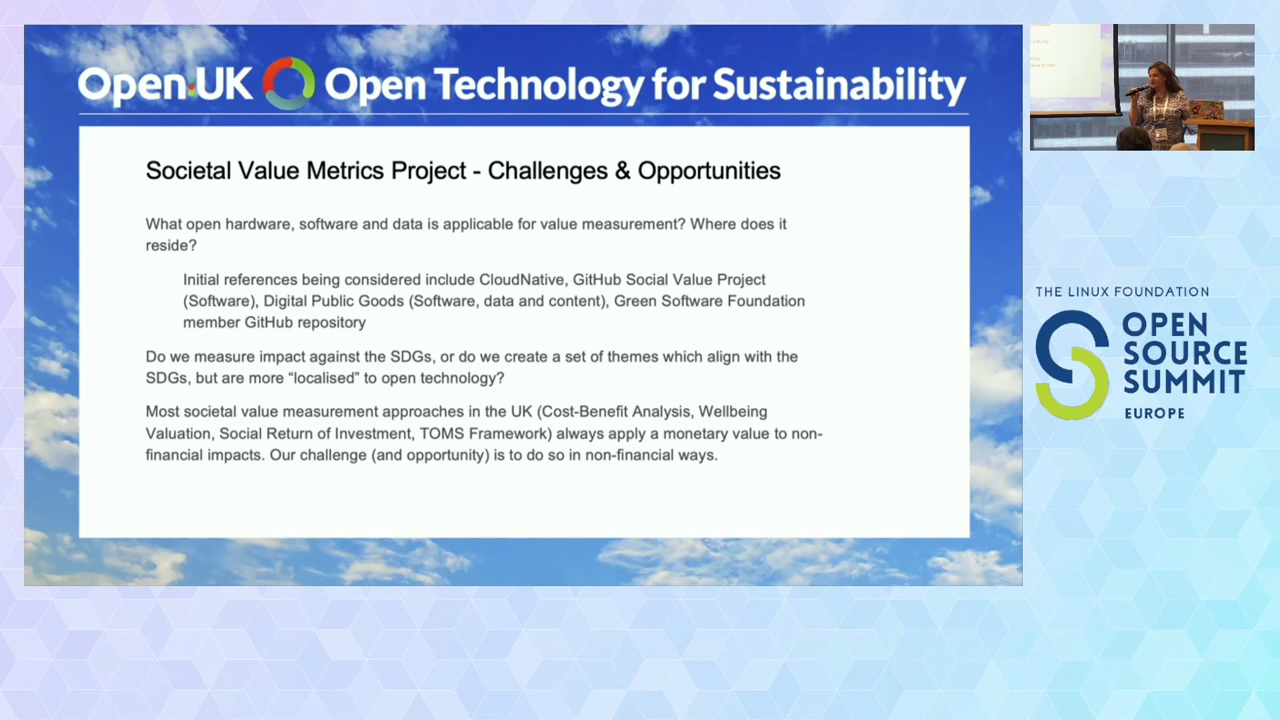 Open:UK Open Technology for Sustainability
Societal Value Metrics Project - Challenges & Opportunities
What open hardware, software and data is applicable for value measurement? Where does it
reside?
Initial references being considered include CloudNative, GitHub Social Value Project
(Software), Digital Public Goods (Software, data and content), Green Software Foundation
member GitHub repository
Do we measure impact against the SDGs, or do we create a set of themes which align with the
SDGs, but are more “localised” to open technology?
Most societal value measurement approaches in the UK (Cost-Benefit Analysis, Wellbeing
Valuation, Social Return of Investment, TOMS Framework) always apply a monetary value to non-
financial impacts. Our challenge (and opportunity) is to do so in non-financial ways.
THE LINUX FOUNDATION
OPEN
SOURCE
SUMMIT
EUROPE